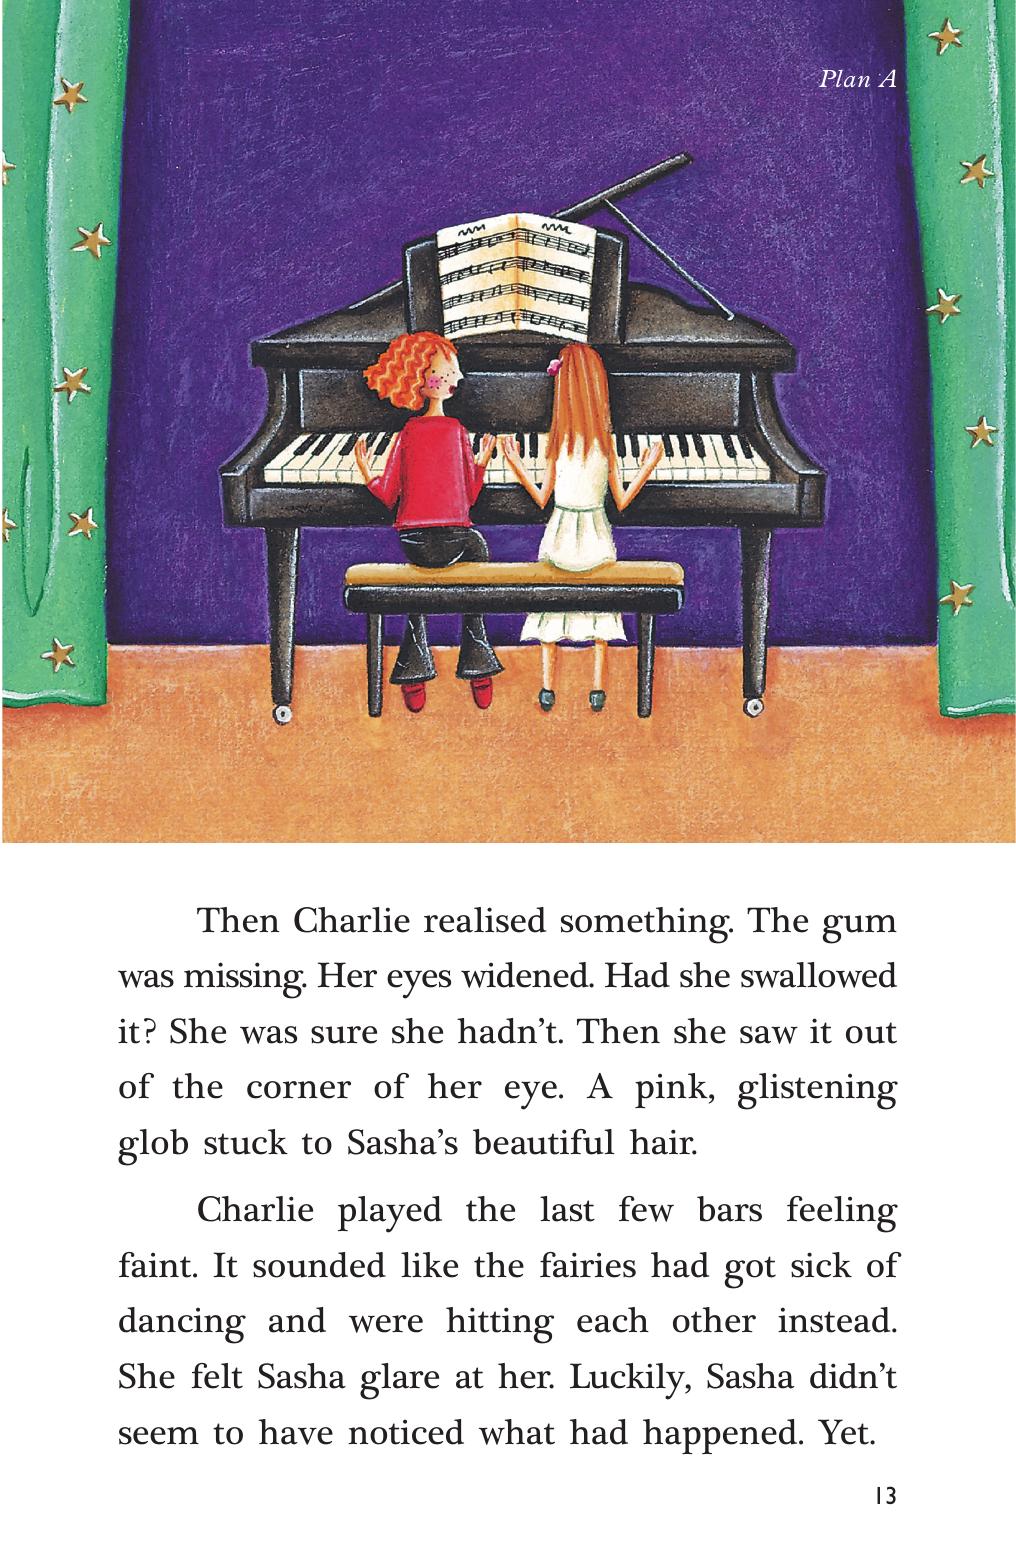 Plan A
Then Charlie realised something. The gum
was missing. Her eyes widened. Had she swallowed
it? She was sure she hadn’t. Then she saw it out
of the corner of her eye. A pink, glistening
glob stuck to Sasha’s beautiful hair.
Charlie played the last few bars feeling
faint. It sounded like the fairies had got sick of
dancing and were hitting each other instead.
She felt Sasha glare at her. Luckily, Sasha didn’t
seem to have noticed what had happened. Yet.
13